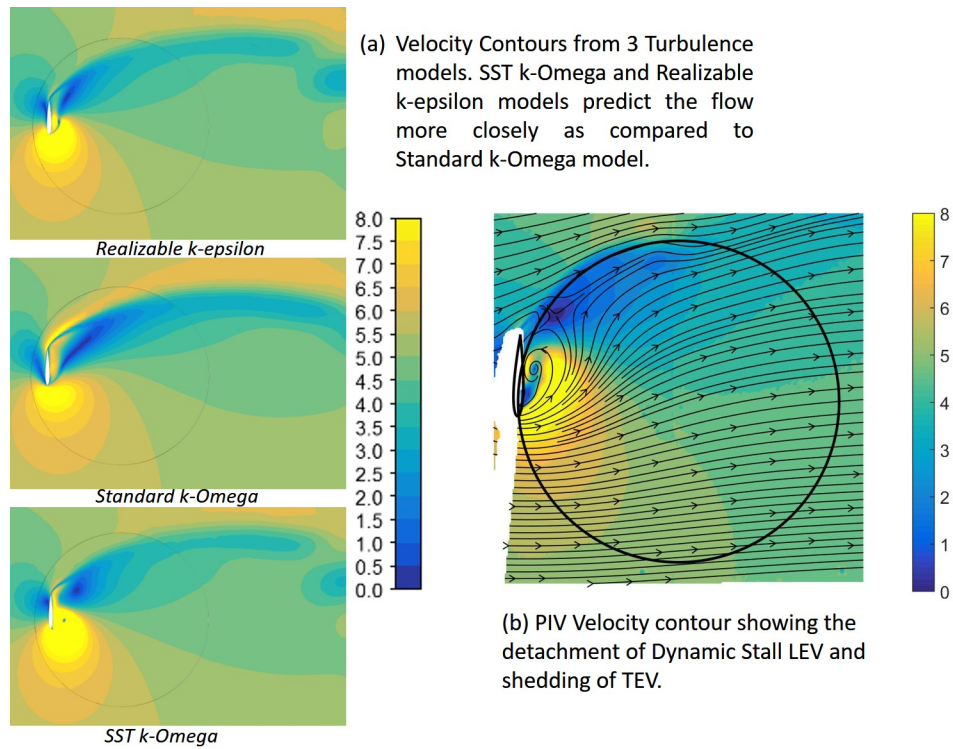 (a) Velocity Contours from 3 Turbulence
models. SST k-Omega and Realizable
k-epsilon models predict the flow
more closely as compared to
Standard k-Omega model.
Realizable k-epsilon
Standard k-Omega
SST k-Omega
8.0
7.5
7.0
6.5
6.0
5.5
5.0
4.5
4.0
3.5
3.0
2.5
2.0
1.5
1.0
0.5
0.0
8
7
6
5
4
3
2
1
0
(b) PIV Velocity contour showing the
detachment of Dynamic Stall LEV and
shedding of TEV.